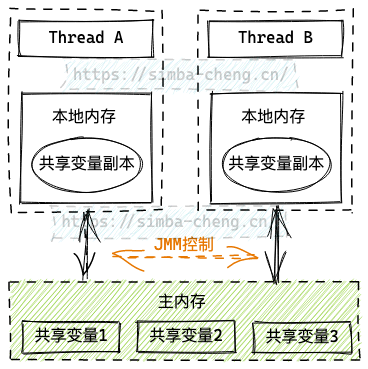 Thread A
Thread B
https://simba-cheng.cn/
本地内存
本地内存
共享变量副本
共享变量副本
https://simba-cheng.cn/
JMM控制
主内存
共享变量1
共享变量2
共享变量3